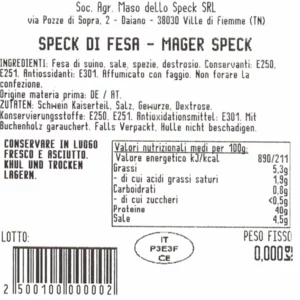 Soc. Agr. Maso dello Speck SRL
via Pozze di Sopra, 2 - Daiano - 38030 Ville di Fiemme (TN)
SPECK DI FESA - MAGER SPECK
INGREDIENTI: Fesa di suino, sale, spezie, destrosio. Conservanti: E250,
E251. Antiossidanti: E301. Affumicato con faggio. Non forare la
confezione.
Origine materia prima: DE / AT.
ZUTATEN: Schwein Kaiserteil, Salz, Gewurze, Dextrose.
Konservierungsstoffe: E250, E251. Antioxidationsmittel: E301. Mit
Buchenholz garauchert. Falls Verpackt, Hulle nicht beschadigen.
CONSERVARE IN LUOGO
FRESCO E ASCIUTTO.
KHUL UND TROCKEN
LAGERN.
Valori nutrizionali medi per 100g:
Valore energetico kJ/kcal 890/211
Grassi 5,3g
- di cui acidi grassi saturi 1,9g
Carboidrati 0,8g
- di cui zuccheri <0,5g
Proteine 40g
Sale 4,5g
LOTTO:
IT
P3E3F
CE
PESO FISSO
0,000
2 500100 000002